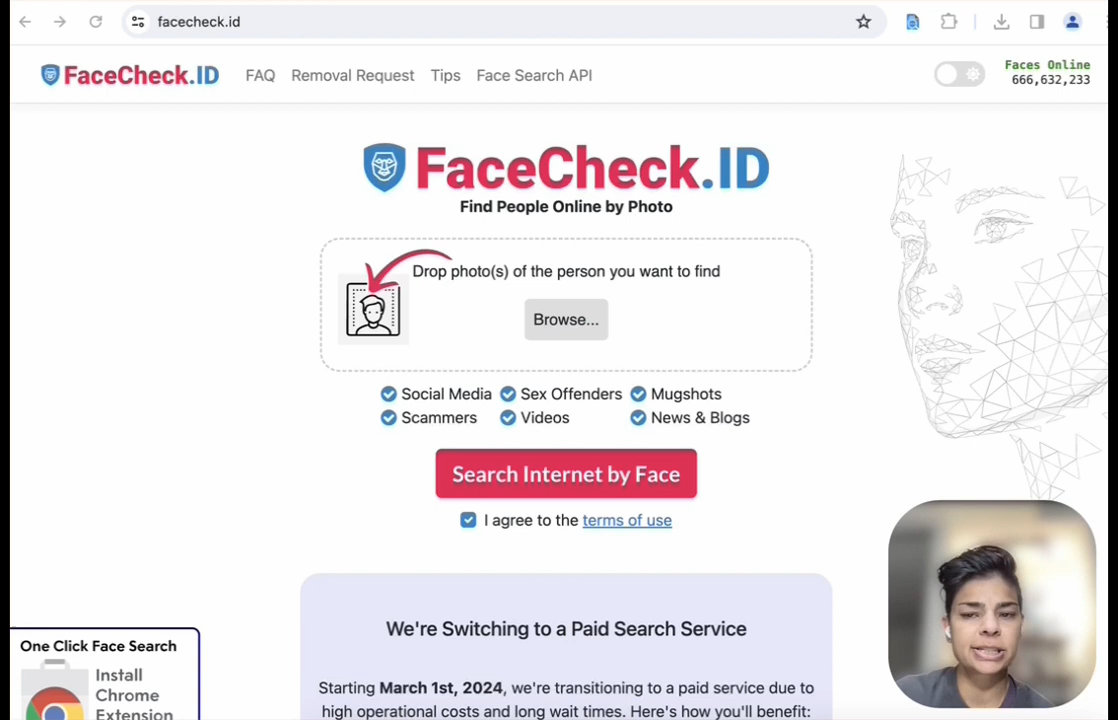 facecheck.id
FaceCheck.ID FAQ Removal Request Tips Face Search API
Faces Online
666,632,233
FaceCheck.ID
Find People Online by Photo
Drop photo(s) of the person you want to find
Browse...
Social Media Sex Offenders Mugshots
Scammers Videos News & Blogs
Search Internet by Face
I agree to the terms of use
We're Switching to a Paid Search Service
Starting March 1st, 2024, we're transitioning to a paid service due to
high operational costs and long wait times. Here's how you'll benefit:
One Click Face Search
Install
Chrome
Extension